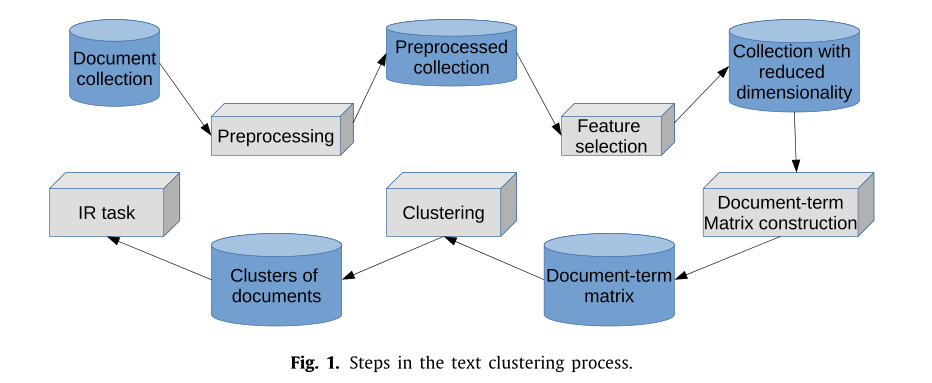 Document
collection
Preprocessing
Preprocessed
collection
Feature
selection
Collection with
reduced
dimensionality
Document-term
Matrix construction
Document-term
matrix
Clustering
Clusters of
documents
IR task
Fig. 1. Steps in the text clustering process.